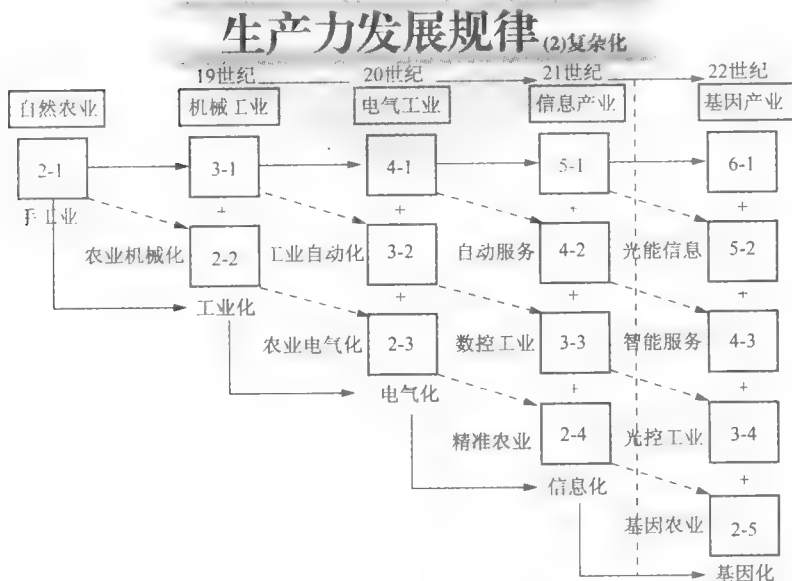 生产力发展规律(2)复杂化
19世纪 20世纪 21世纪 22世纪
自然农业 机械工业 电气工业 信息产业 基因产业
2-1 3-1 4-1 5-1 6-1
手工业 + + + +
农业机械化 2-2 工业自动化 3-2 自动服务 4-2 光能信息 5-2
工业化 + + +
农业电气化 2-3 数控工业 3-3 智能服务 4-3
电气化 + +
精准农业 2-4 光控工业 3-4
信息化 +
基因农业 2-5
基因化